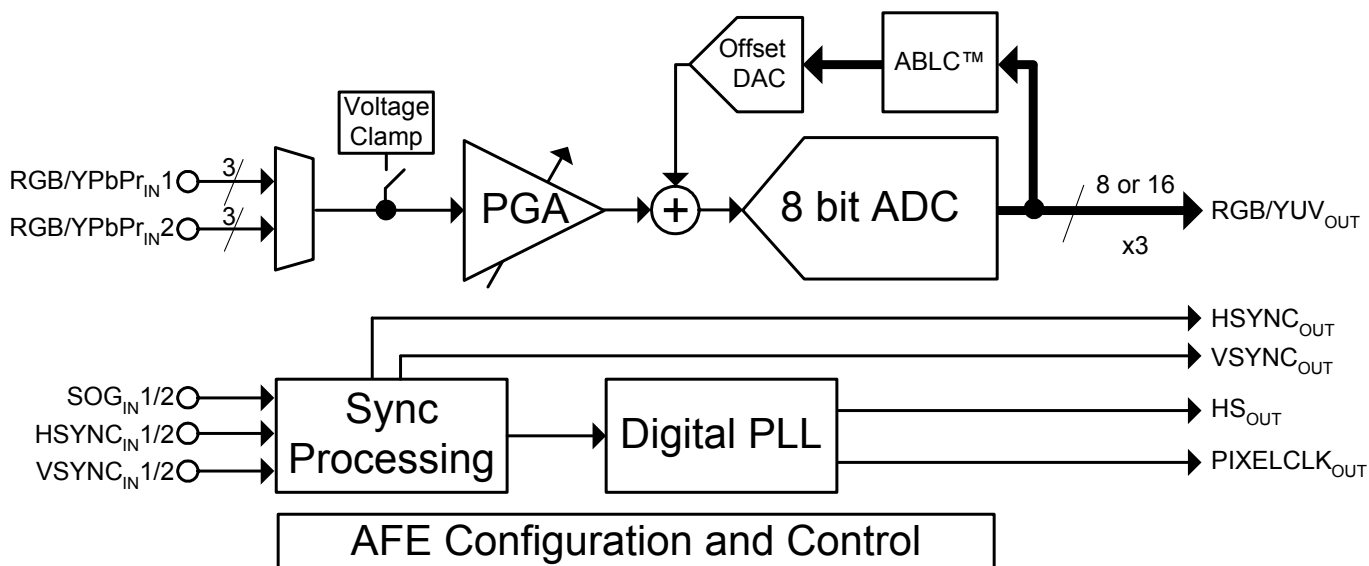 Offset
DAC
ABLC™
Voltage
Clamp
RGB/YPbPrIN1
3
RGB/YPbPrIN2
3
PGA
+
8 bit ADC
8 or 16
x3
RGB/YUVOUT
HSYNCOUT
VSYNCOUT
SOGIN1/2
HSYNCIN1/2
VSYNCIN1/2
Sync
Processing
Digital PLL
HSOUT
PIXELCLKOUT
AFE Configuration and Control